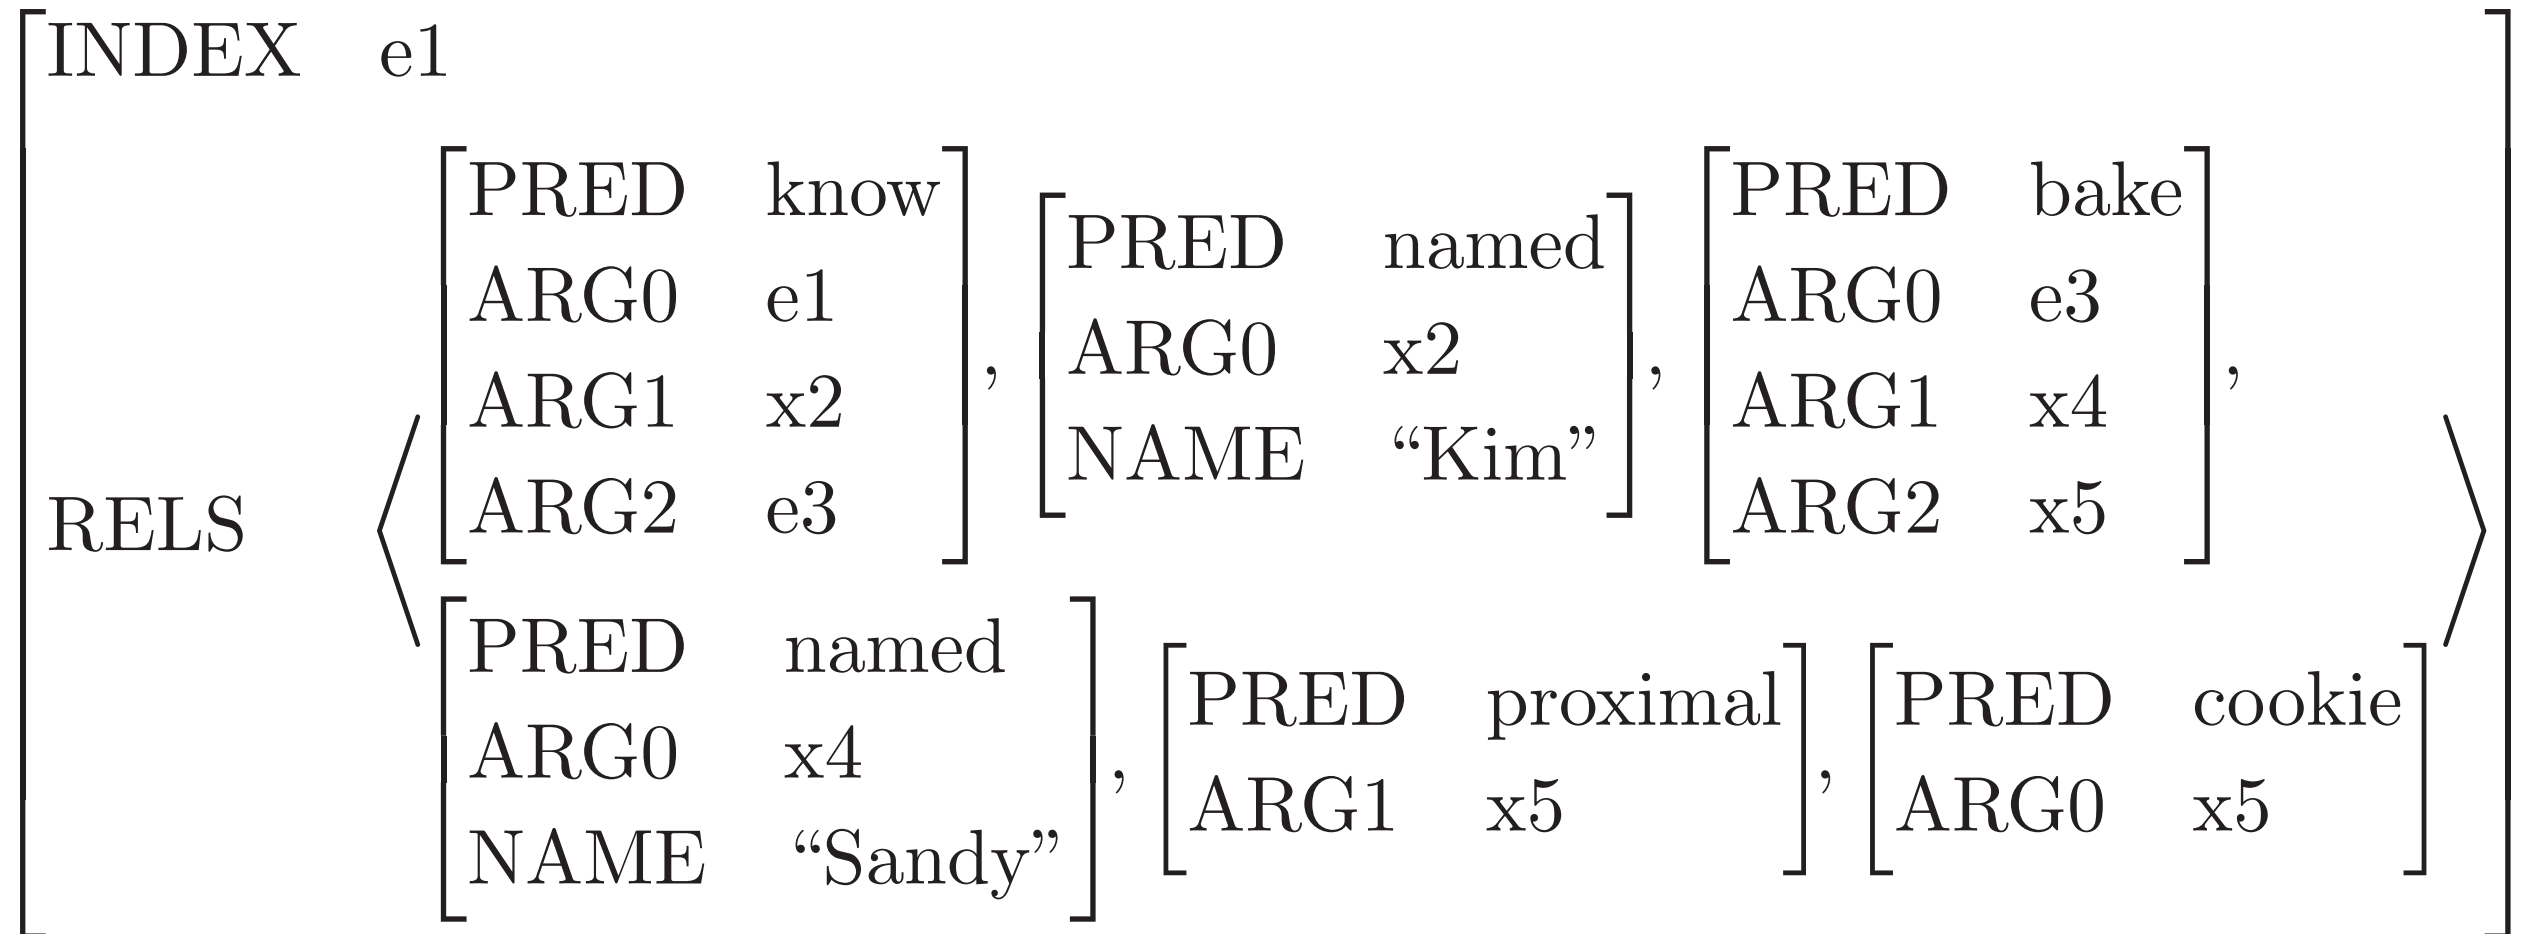 INDEX e1
PRED know
ARG0 e1
ARG1 x2
ARG2 e3
,
PRED named
ARG0 x2
NAME “Kim”
,
PRED bake
ARG0 e3
ARG1 x4
ARG2 x5
,
RELS
PRED named
ARG0 x4
NAME “Sandy”
,
PRED proximal
ARG1 x5
,
PRED cookie
ARG0 x5